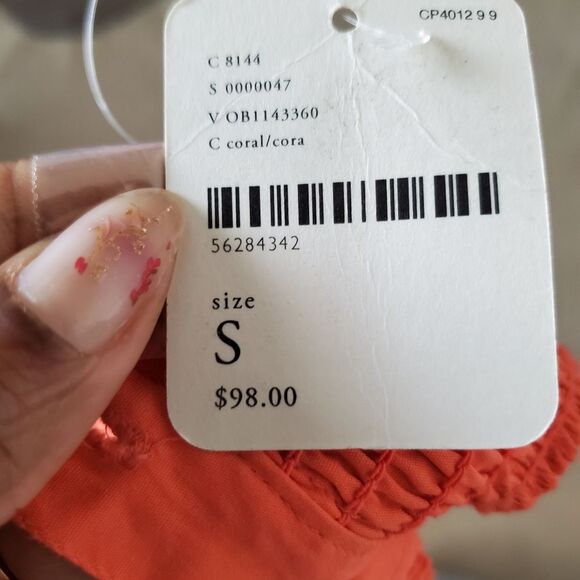 CP4012 9 9
C 8144
S 0000047
V OB1143360
C coral/cora
56284342
size
S
$98.00